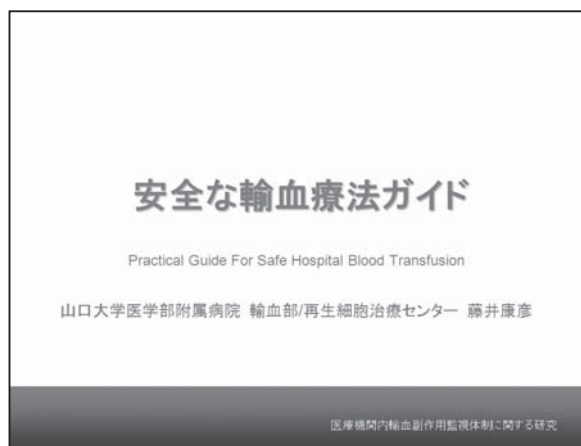 安全な輸血療法ガイド
Practical Guide For Safe Hospital Blood Transfusion
山口大学医学部附属病院 輸血部/再生細胞治療センター 藤井康彦
医療機関内輸血副作用監視体制に関する研究